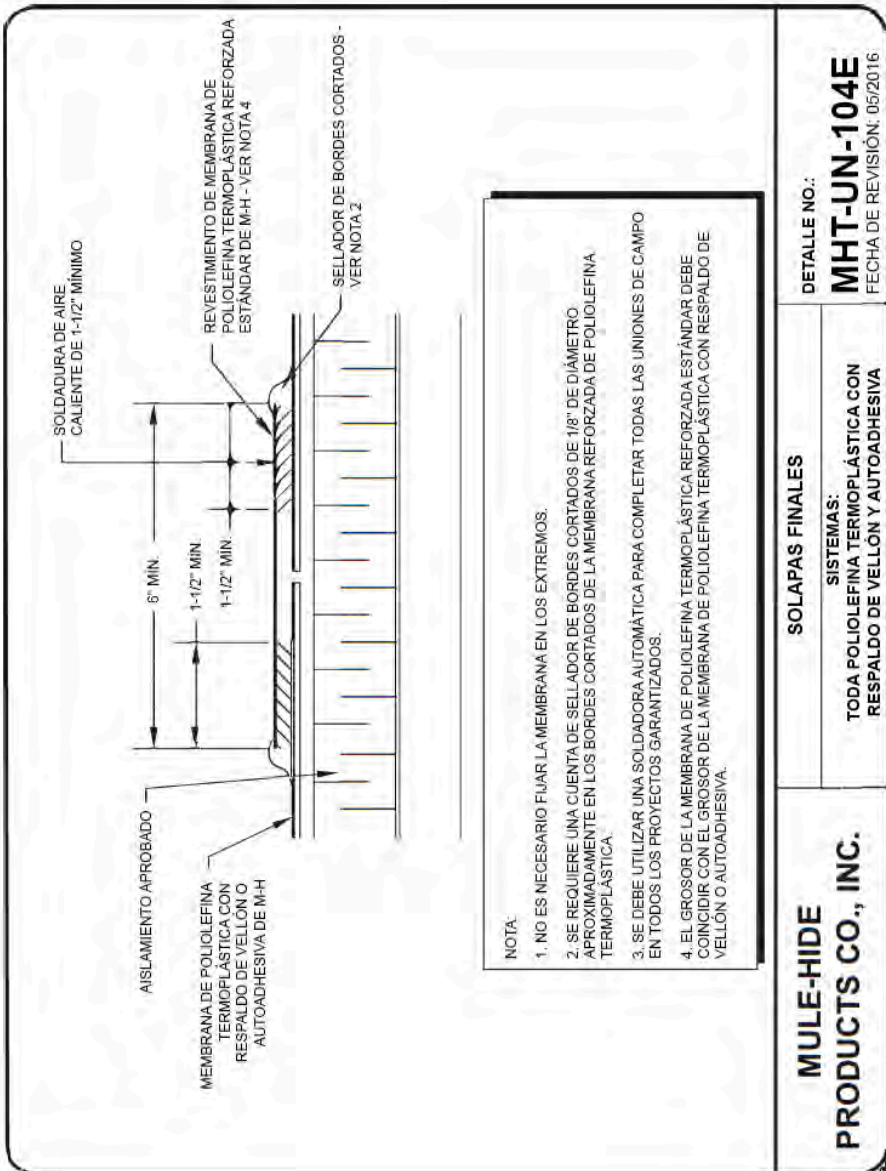 SOLDADURA DE AIRE
CALIENTE DE 1-1/2" MÍNIMO
REVESTIMIENTO DE MEMBRANA DE
POLIOLEFINA TERMOPLÁSTICA REFORZADA
ESTÁNDAR DE M-H - VER NOTA 4
SELLADOR DE BORDES CORTADOS -
VER NOTA 2
6" MÍN.
1-1/2" MÍN.
1-1/2" MÍN.
AISLAMIENTO APROBADO
MEMBRANA DE POLIOLEFINA
TERMOPLÁSTICA CON
RESPALDO DE VELLÓN O
AUTOADHESIVA DE M-H
NOTA:
1. NO ES NECESARIO FIJAR LA MEMBRANA EN LOS EXTREMOS.
2. SE REQUIERE UNA CUENTA DE SELLADOR DE BORDES CORTADOS DE 1/8" DE DIÁMETRO
APROXIMADAMENTE EN LOS BORDES CORTADOS DE LA MEMBRANA REFORZADA DE POLIOLEFINA
TERMOPLÁSTICA.
3. SE DEBE UTILIZAR UNA SOLDADORA AUTOMÁTICA PARA COMPLETAR TODAS LAS UNIONES DE CAMPO
EN TODOS LOS PROYECTOS GARANTIZADOS.
4. EL GROSOR DE LA MEMBRANA DE POLIOLEFINA TERMOPLÁSTICA REFORZADA ESTÁNDAR DEBE
COINCIDIR CON EL GROSOR DE LA MEMBRANA DE POLIOLEFINA TERMOPLÁSTICA CON RESPALDO DE
VELLÓN O AUTOADHESIVA.
MULE-HIDE
PRODUCTS CO., INC.
SOLAPAS FINALES
SISTEMAS:
TODA POLIOLEFINA TERMOPLÁSTICA CON
RESPALDO DE VELLÓN Y AUTOADHESIVA
DETALLE NO.:
MHT-UN-104E
FECHA DE REVISIÓN: 05/2016